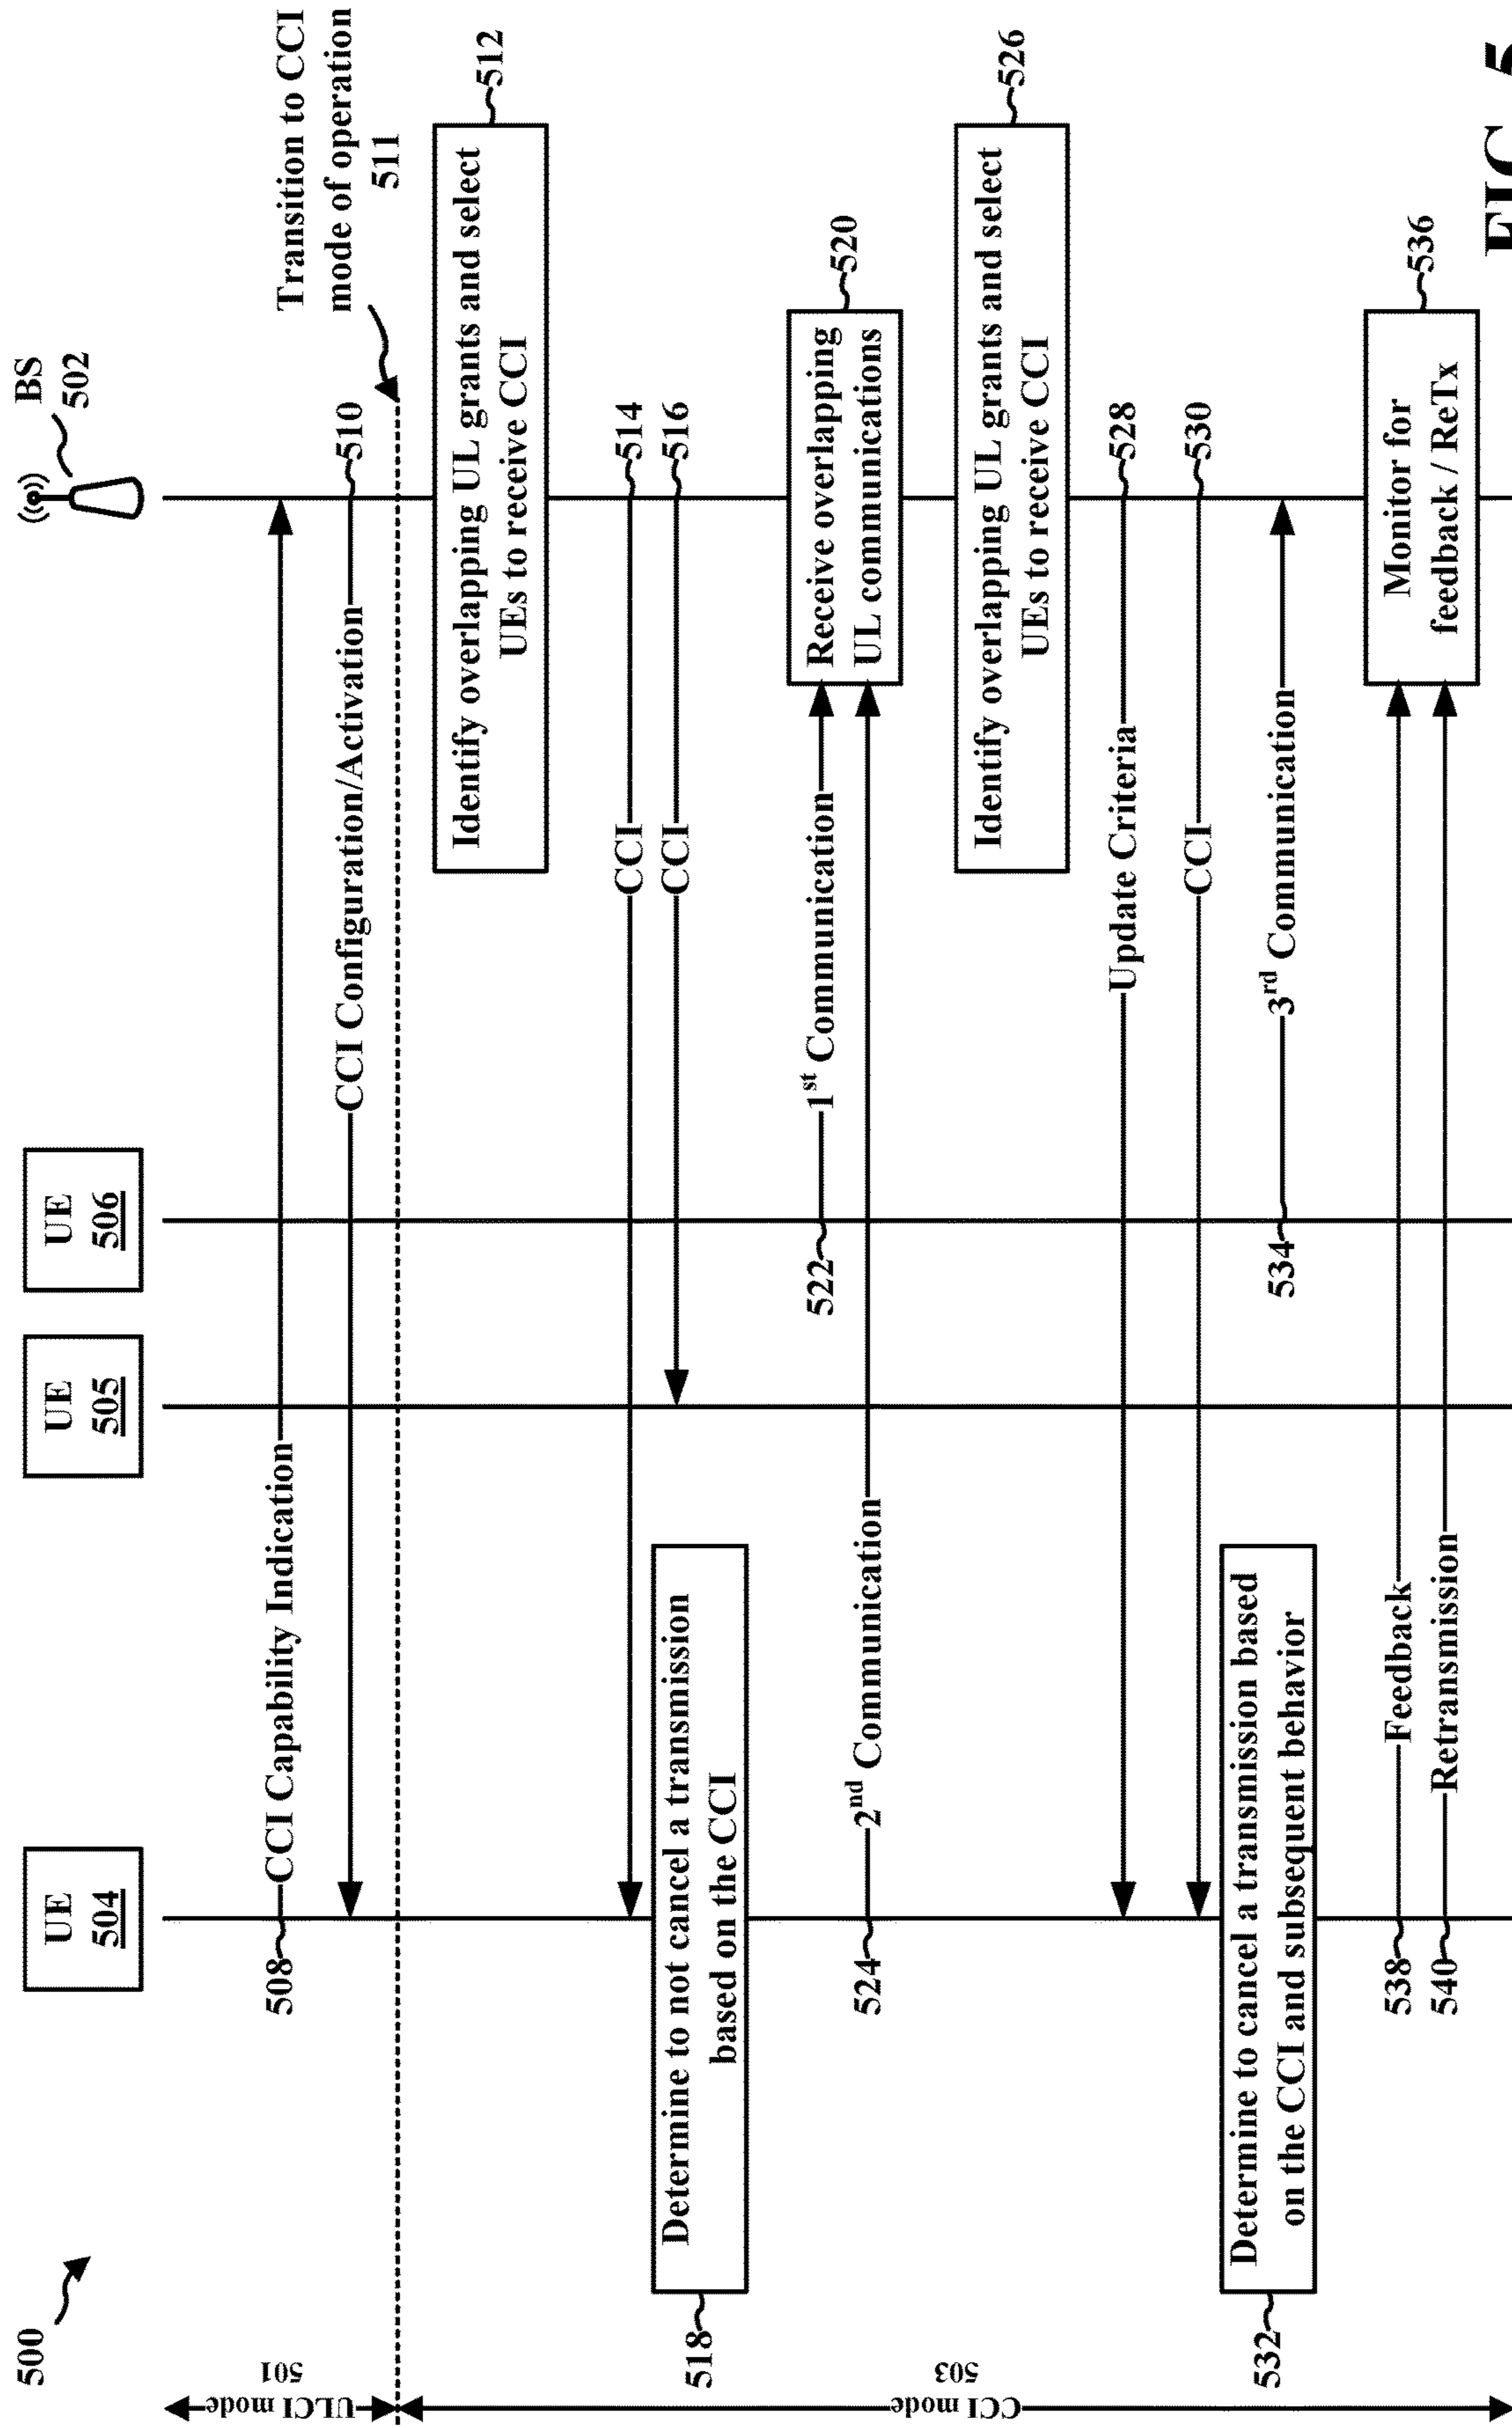 500
UE
504
UE
505
UE
506
BS
502
ULCI mode
501
508
CCI Capability Indication
CCI Configuration/Activation
510
Transition to CCI
mode of operation
511
CCI mode
503
Identify overlapping UL grants and select
UEs to receive CCI
512
CCI
514
CCI
516
518
Determine to not cancel a transmission
based on the CCI
522
1st Communication
Receive overlapping
UL communications
520
524
2nd Communication
Identify overlapping UL grants and select
UEs to receive CCI
526
Update Criteria
528
CCI
530
532
Determine to cancel a transmission based
on the CCI and subsequent behavior
534
3rd Communication
Monitor for
feedback / ReTx
536
538
Feedback
540
Retransmission
FIG. 5